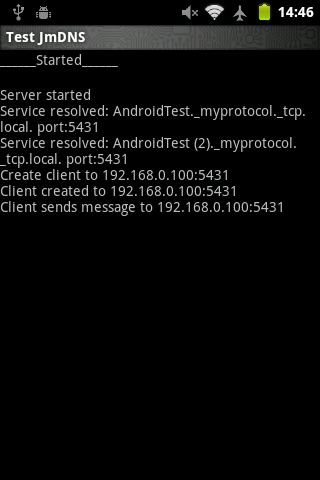 14:46
Test JmDNS
______Started______
Server started
Service resolved: AndroidTest._myprotocol._tcp.
local. port:5431
Service resolved: AndroidTest (2)._myprotocol.
_tcp.local. port:5431
Create client to 192.168.0.100:5431
Client created to 192.168.0.100:5431
Client sends message to 192.168.0.100:5431